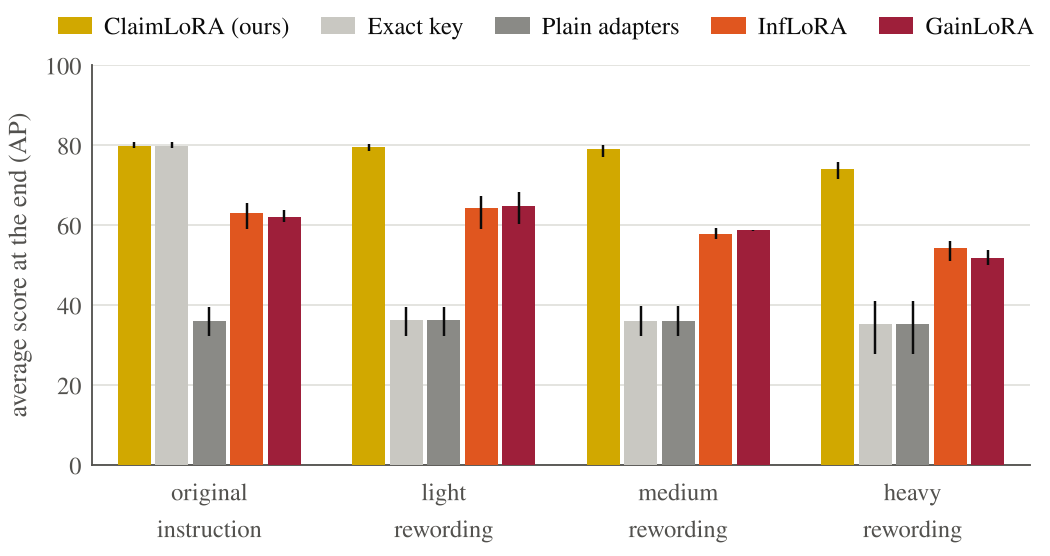 ClaimLoRA (ours) Exact key Plain adapters InfLoRA GainLoRA
average score at the end (AP)
100
80
60
40
20
0
original instruction
light rewording
medium rewording
heavy rewording